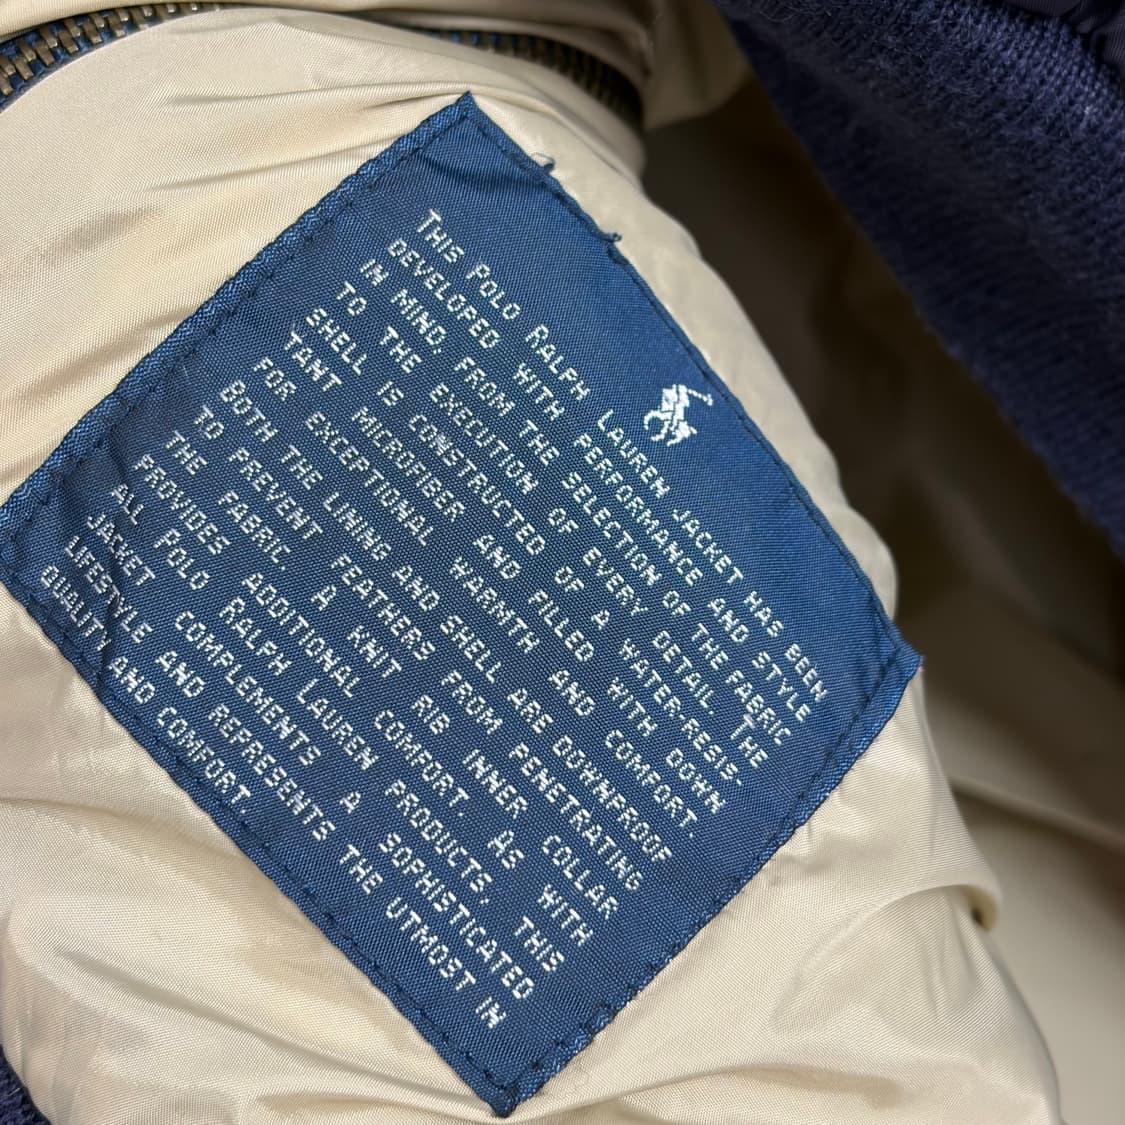 This Polo Ralph Lauren jacket has been
developed with performance and style
in mind. From the selection of the fabric
to the execution of every detail. The
shell is constructed of a water-resis-
tant microfiber and filled with down
for exceptional warmth and comfort.
Both the lining and shell are downproof
to prevent feathers from penetrating
the fabric. A knit rib inner collar
provides additional comfort. As with
all Polo Ralph Lauren products, this
jacket complements a sophisticated
lifestyle and represents the utmost in
quality and comfort.